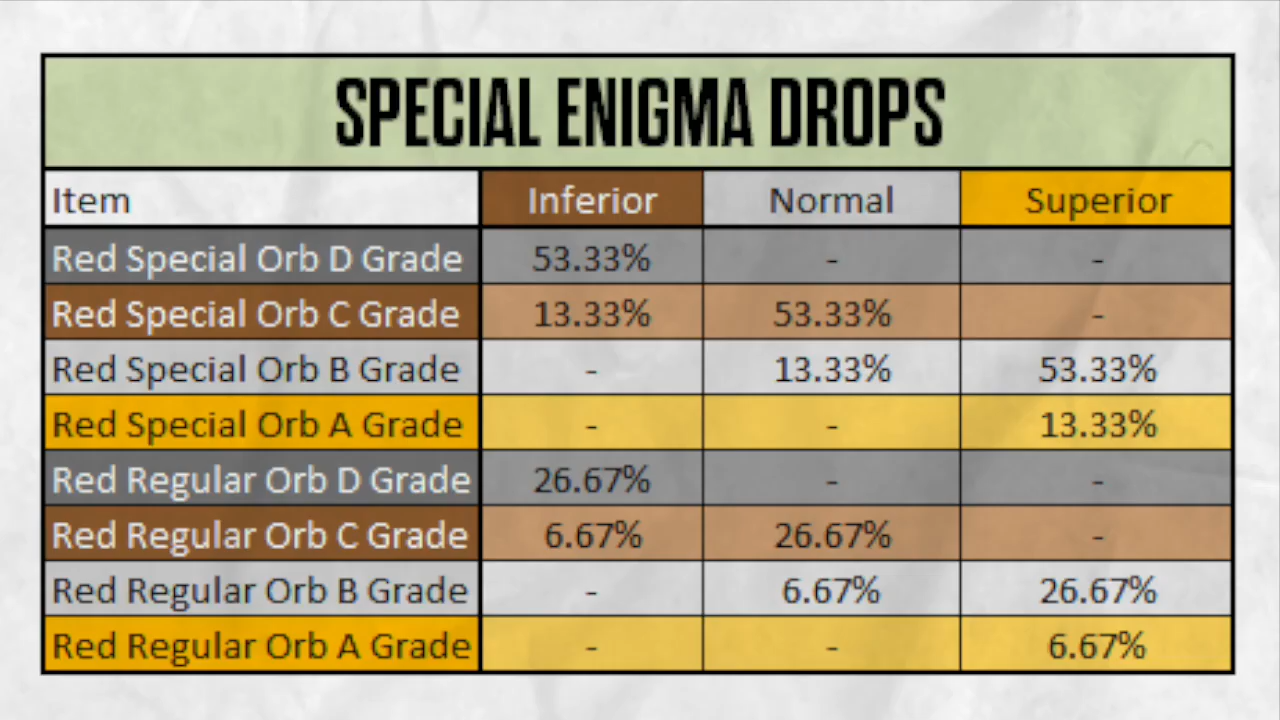 SPECIAL ENIGMA DROPS
Item Inferior Normal Superior
Red Special Orb D Grade 53.33% - -
Red Special Orb C Grade 13.33% 53.33% -
Red Special Orb B Grade - 13.33% 53.33%
Red Special Orb A Grade - - 13.33%
Red Regular Orb D Grade 26.67% - -
Red Regular Orb C Grade 6.67% 26.67% -
Red Regular Orb B Grade - 6.67% 26.67%
Red Regular Orb A Grade - - 6.67%